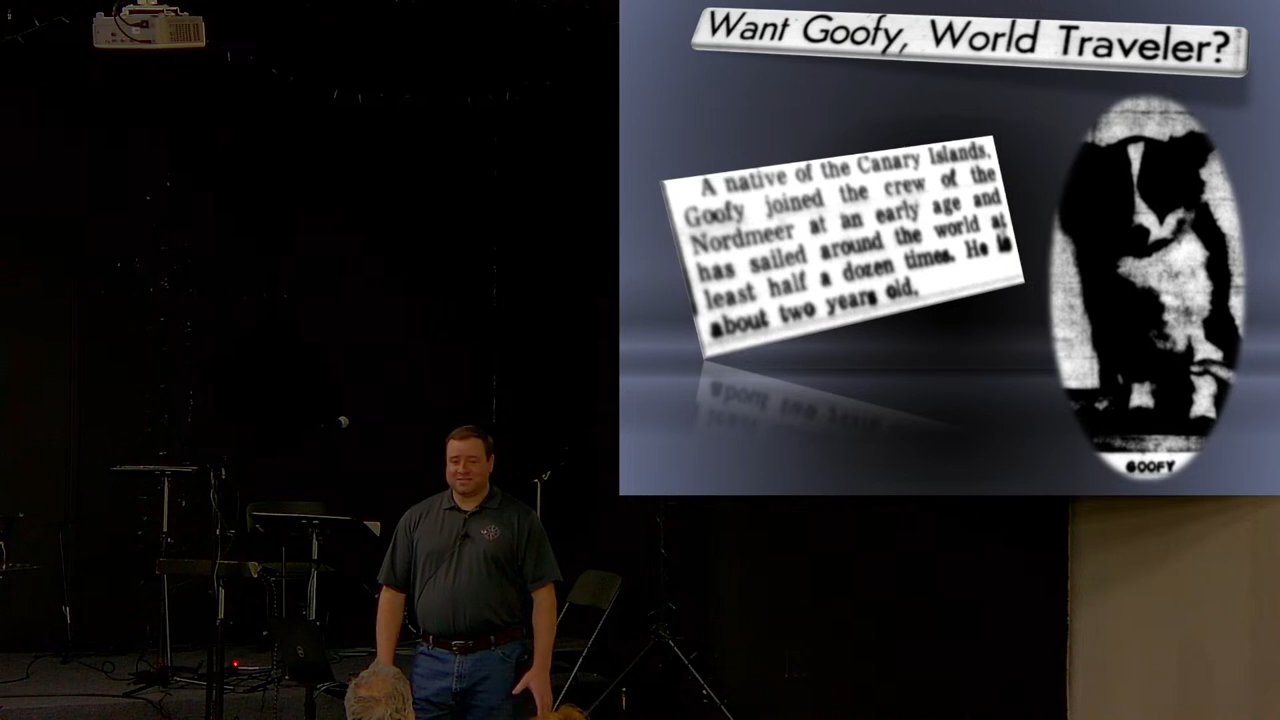 Want Goofy, World Traveler?
A native of the Canary Islands,
Goofy joined the crew of the
Nordmeer at an early age and
has sailed around the world at
least half a dozen times. He is
about two years old.
GOOFY